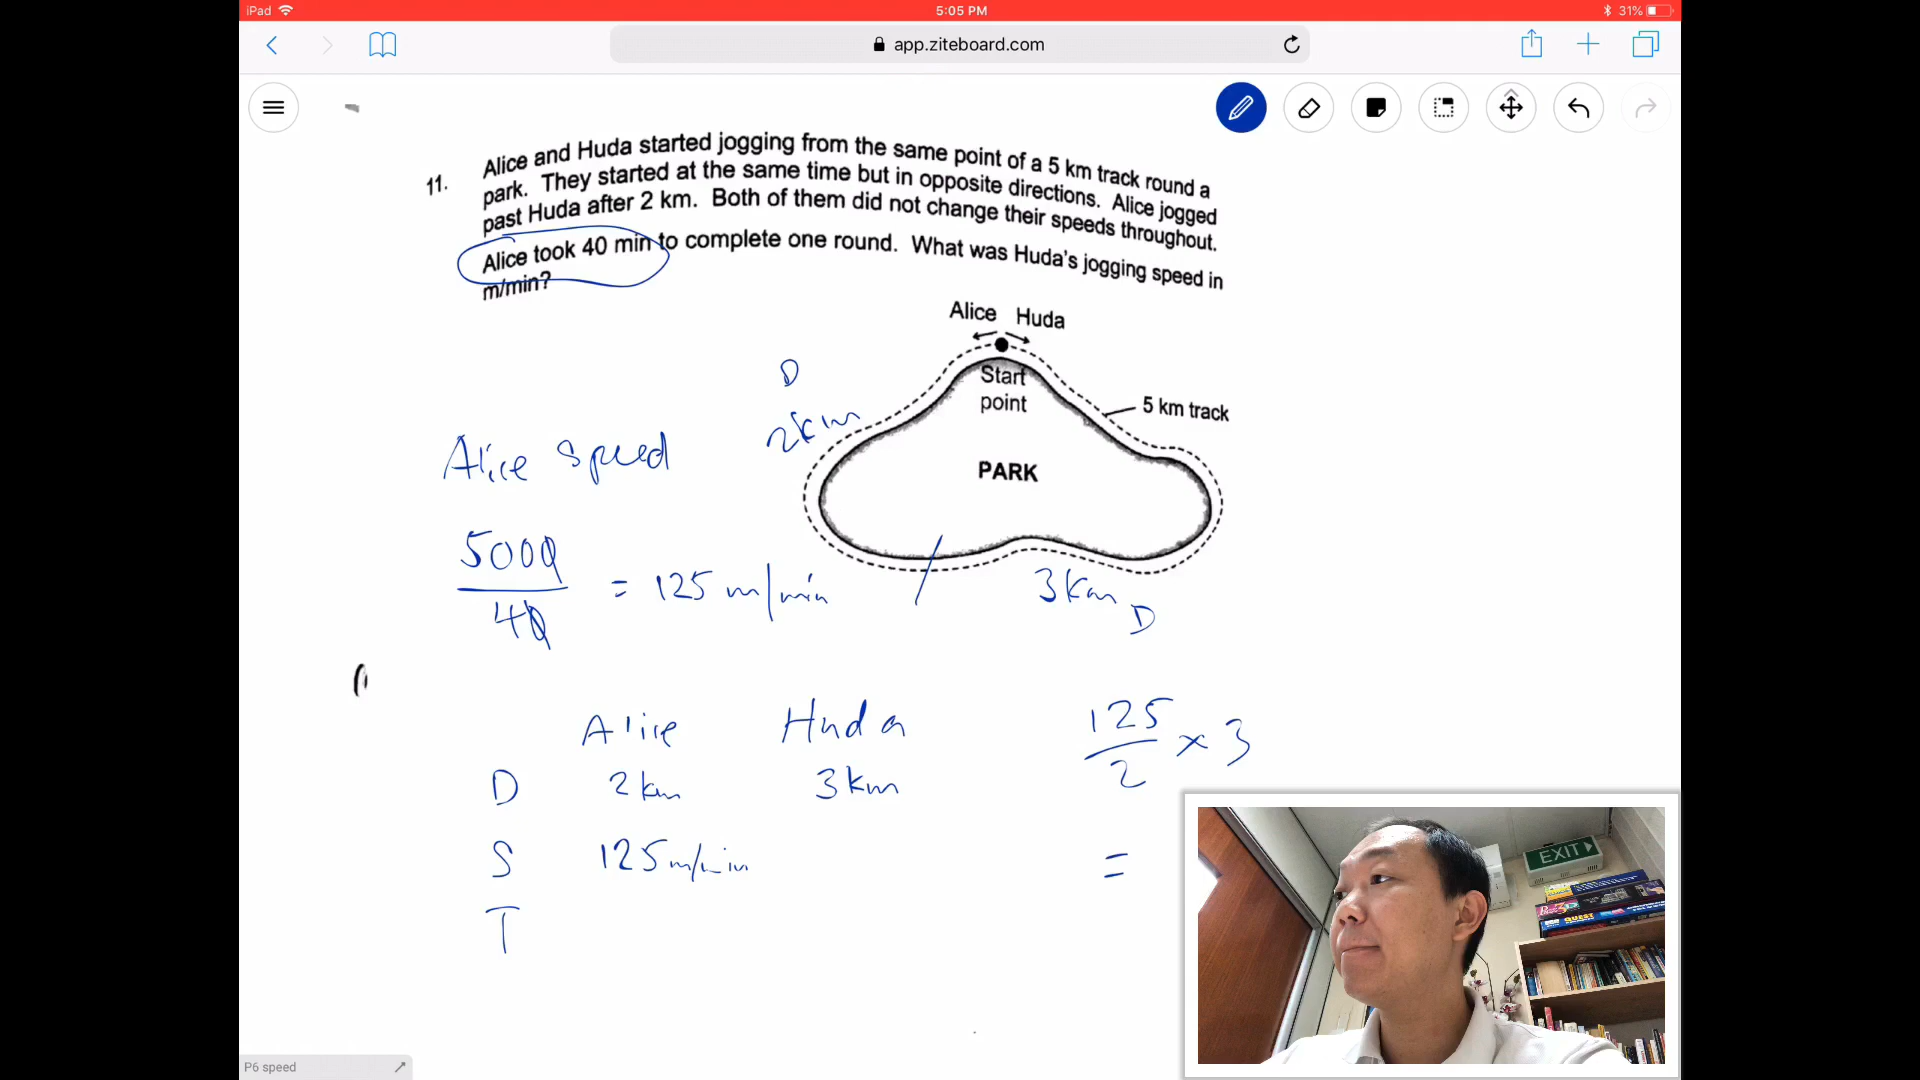 iPad
5:05 PM
31%
app.ziteboard.com
11.
Alice and Huda started jogging from the same point of a 5 km track round a
park. They started at the same time but in opposite directions. Alice jogged
past Huda after 2 km. Both of them did not change their speeds throughout.
Alice took 40 min to complete one round. What was Huda's jogging speed in
m/min?
Alice Huda
Start
point
5 km track
PARK
D
2km
Alice Speed
5000
40
= 125 m/min
3km
D
Alice Huda
D 2km 3km
S 125m/min
T
125
2
× 3
=
EXIT
QUEST
P6 speed